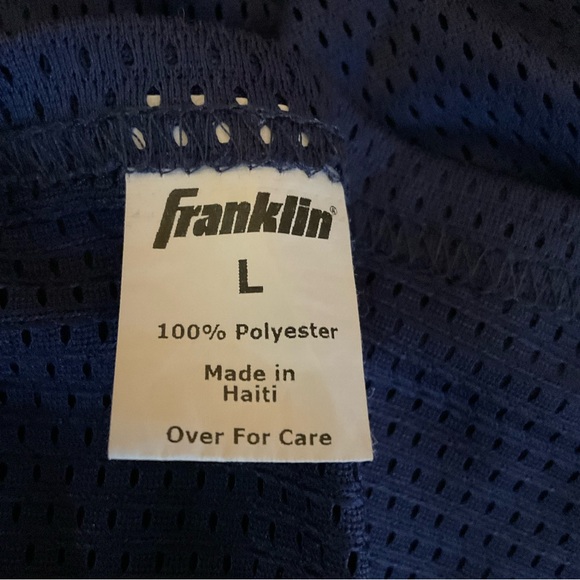 Franklin®
L
100% Polyester
Made in
Haiti
Over For Care